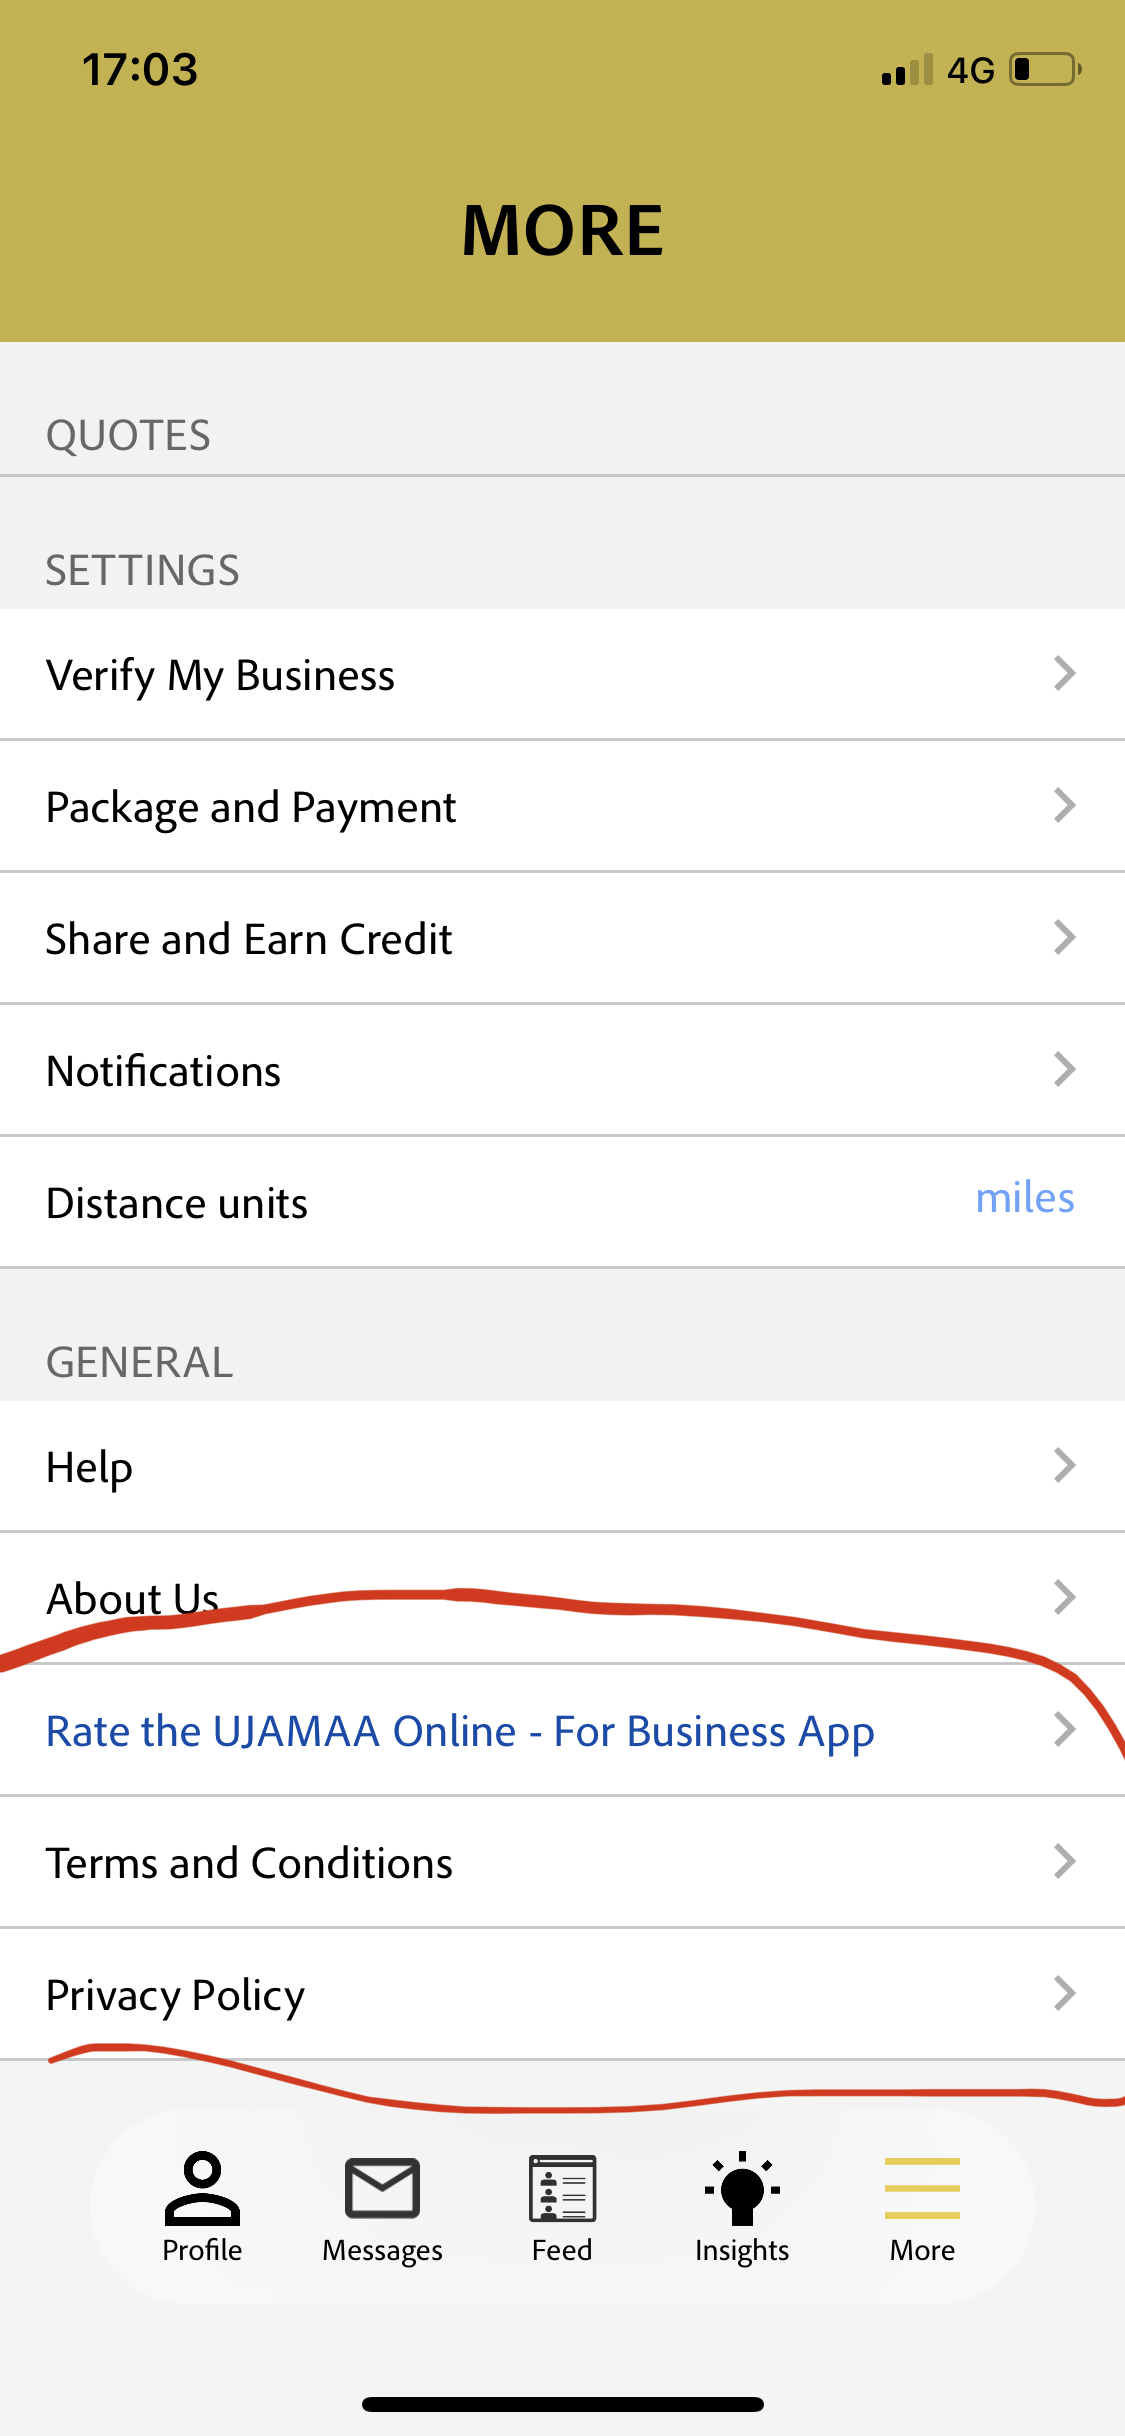 17:03
4G
MORE
QUOTES
SETTINGS
Verify My Business
Package and Payment
Share and Earn Credit
Notifications
Distance units miles
GENERAL
Help
About Us
Rate the UJAMAA Online - For Business App
Terms and Conditions
Privacy Policy
Profile Messages Feed Insights More